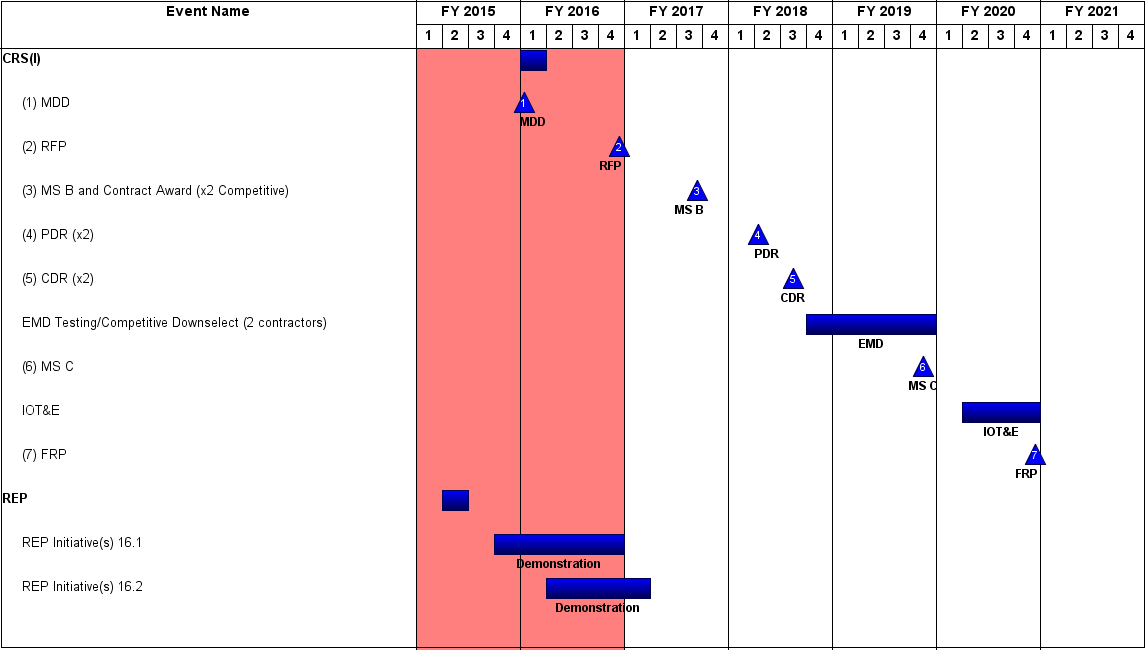 Event Name FY 2015 FY 2016 FY 2017 FY 2018 FY 2019 FY 2020 FY 2021
1 2 3 4 1 2 3 4 1 2 3 4 1 2 3 4 1 2 3 4 1 2 3 4 1 2 3 4
CRS(I)
(1) MDD 1
MDD
(2) RFP 2
RFP
(3) MS B and Contract Award (x2 Competitive) 3
MS B
(4) PDR (x2) 4
PDR
(5) CDR (x2) 5
CDR
EMD Testing/Competitive Downselect (2 contractors)
EMD
(6) MS C 6
MS C
IOT&E
IOT&E
(7) FRP 7
FRP
REP
REP Initiative(s) 16.1
Demonstration
REP Initiative(s) 16.2
Demonstration